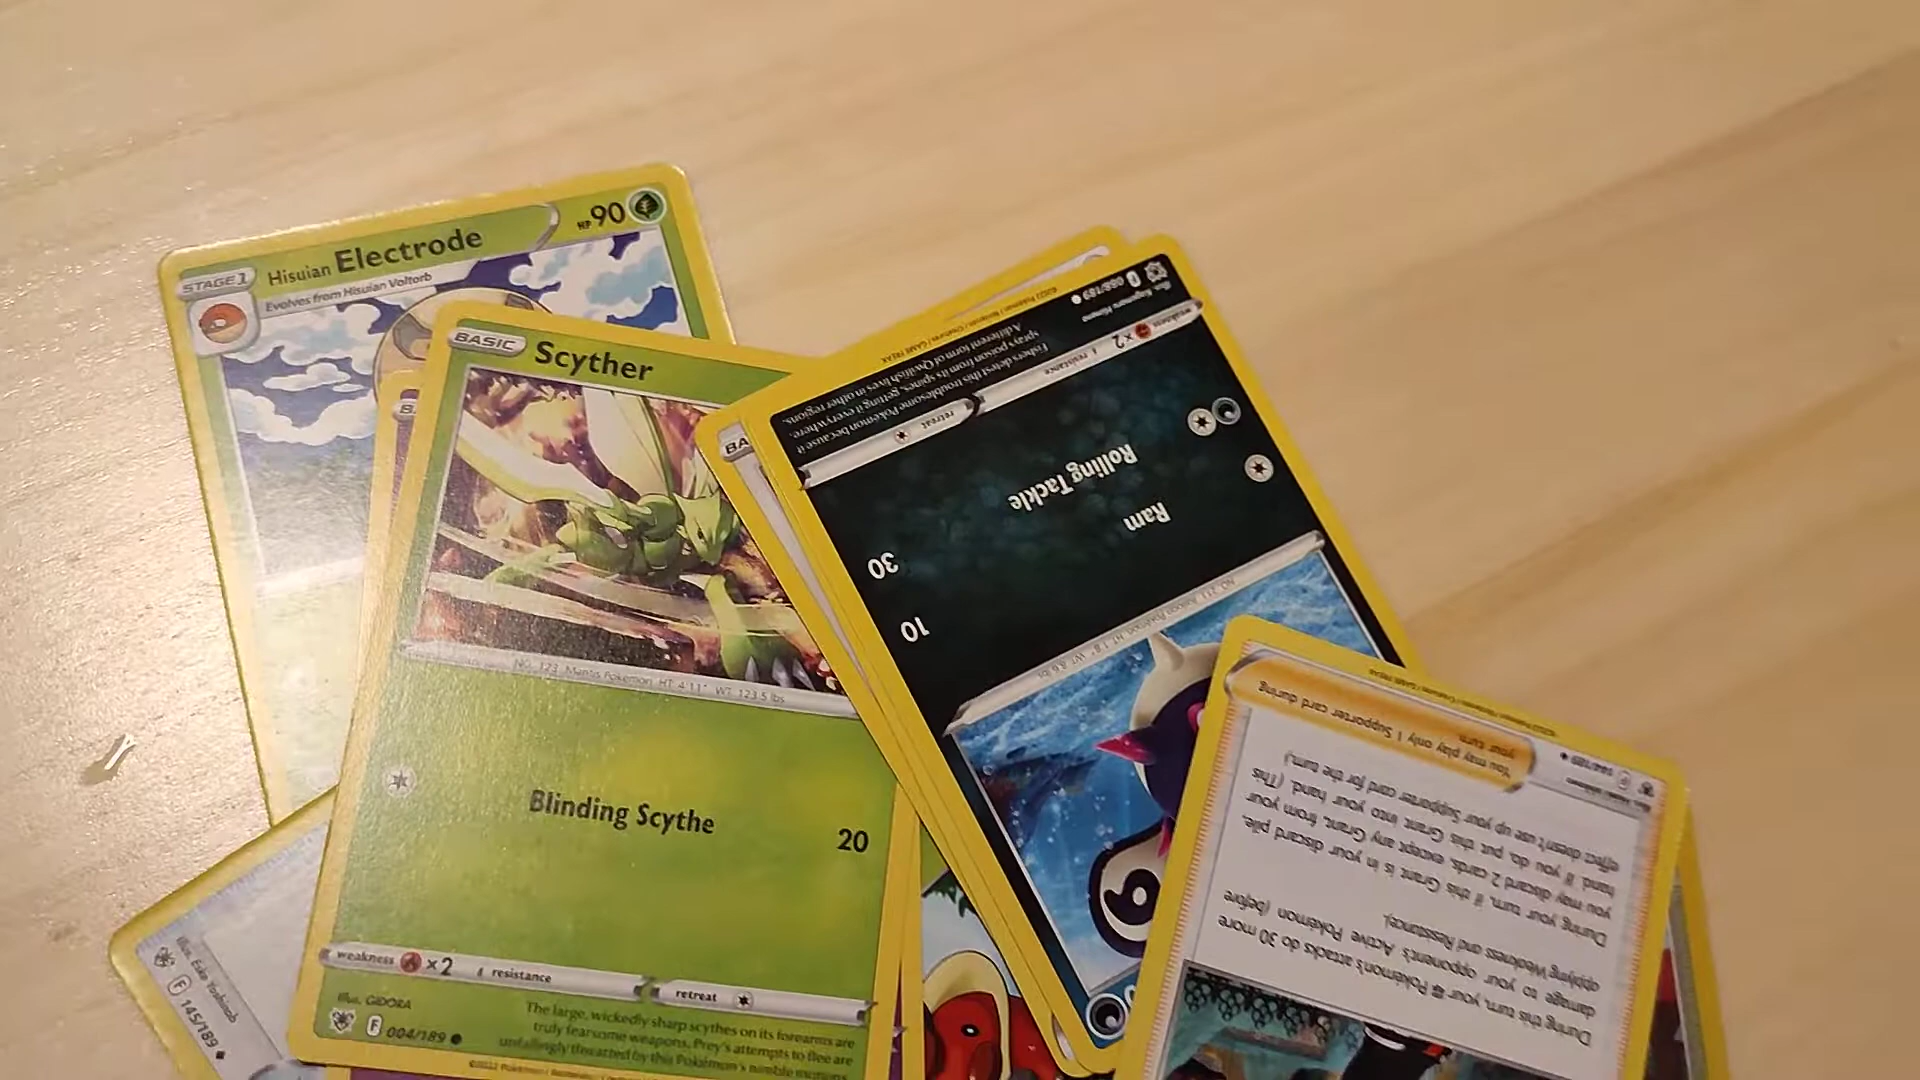 STAGE 1
Hisuian Electrode
HP 90
Evolves from Hisuian Voltorb
BASIC
Scyther
NO. 123 Mantis Pokémon HT 4'11" WT 123.5 lbs
Blinding Scythe
20
weakness ×2 resistance
retreat
Illus. GIDORA
F 004/189
The large, wickedly sharp scythes on its forearms are
truly fearsome weapons. Prey's attempts to flee are
unfailingly thwarted by this Pokémon's nimble motions.
BA
Ram
10
Rolling Tackle
30
weakness ×2 resistance
retreat
Fishers detest this troublesome Pokémon because it
sprays poison from its spines, getting it everywhere.
A different form of Qwilfish lives in other regions.
088/189
During this turn, your Pokémon's attacks do 30 more
damage to your opponent's Active Pokémon (before
applying Weakness and Resistance).
During your turn, if this Grant is in your discard pile,
you may discard 2 cards, except any Grant, from your
hand. If you do, put this Grant into your hand. (This
effect doesn't use up your Supporter card for the turn.)
You may play only 1 Supporter card during
your turn.
144/189
F 145/189